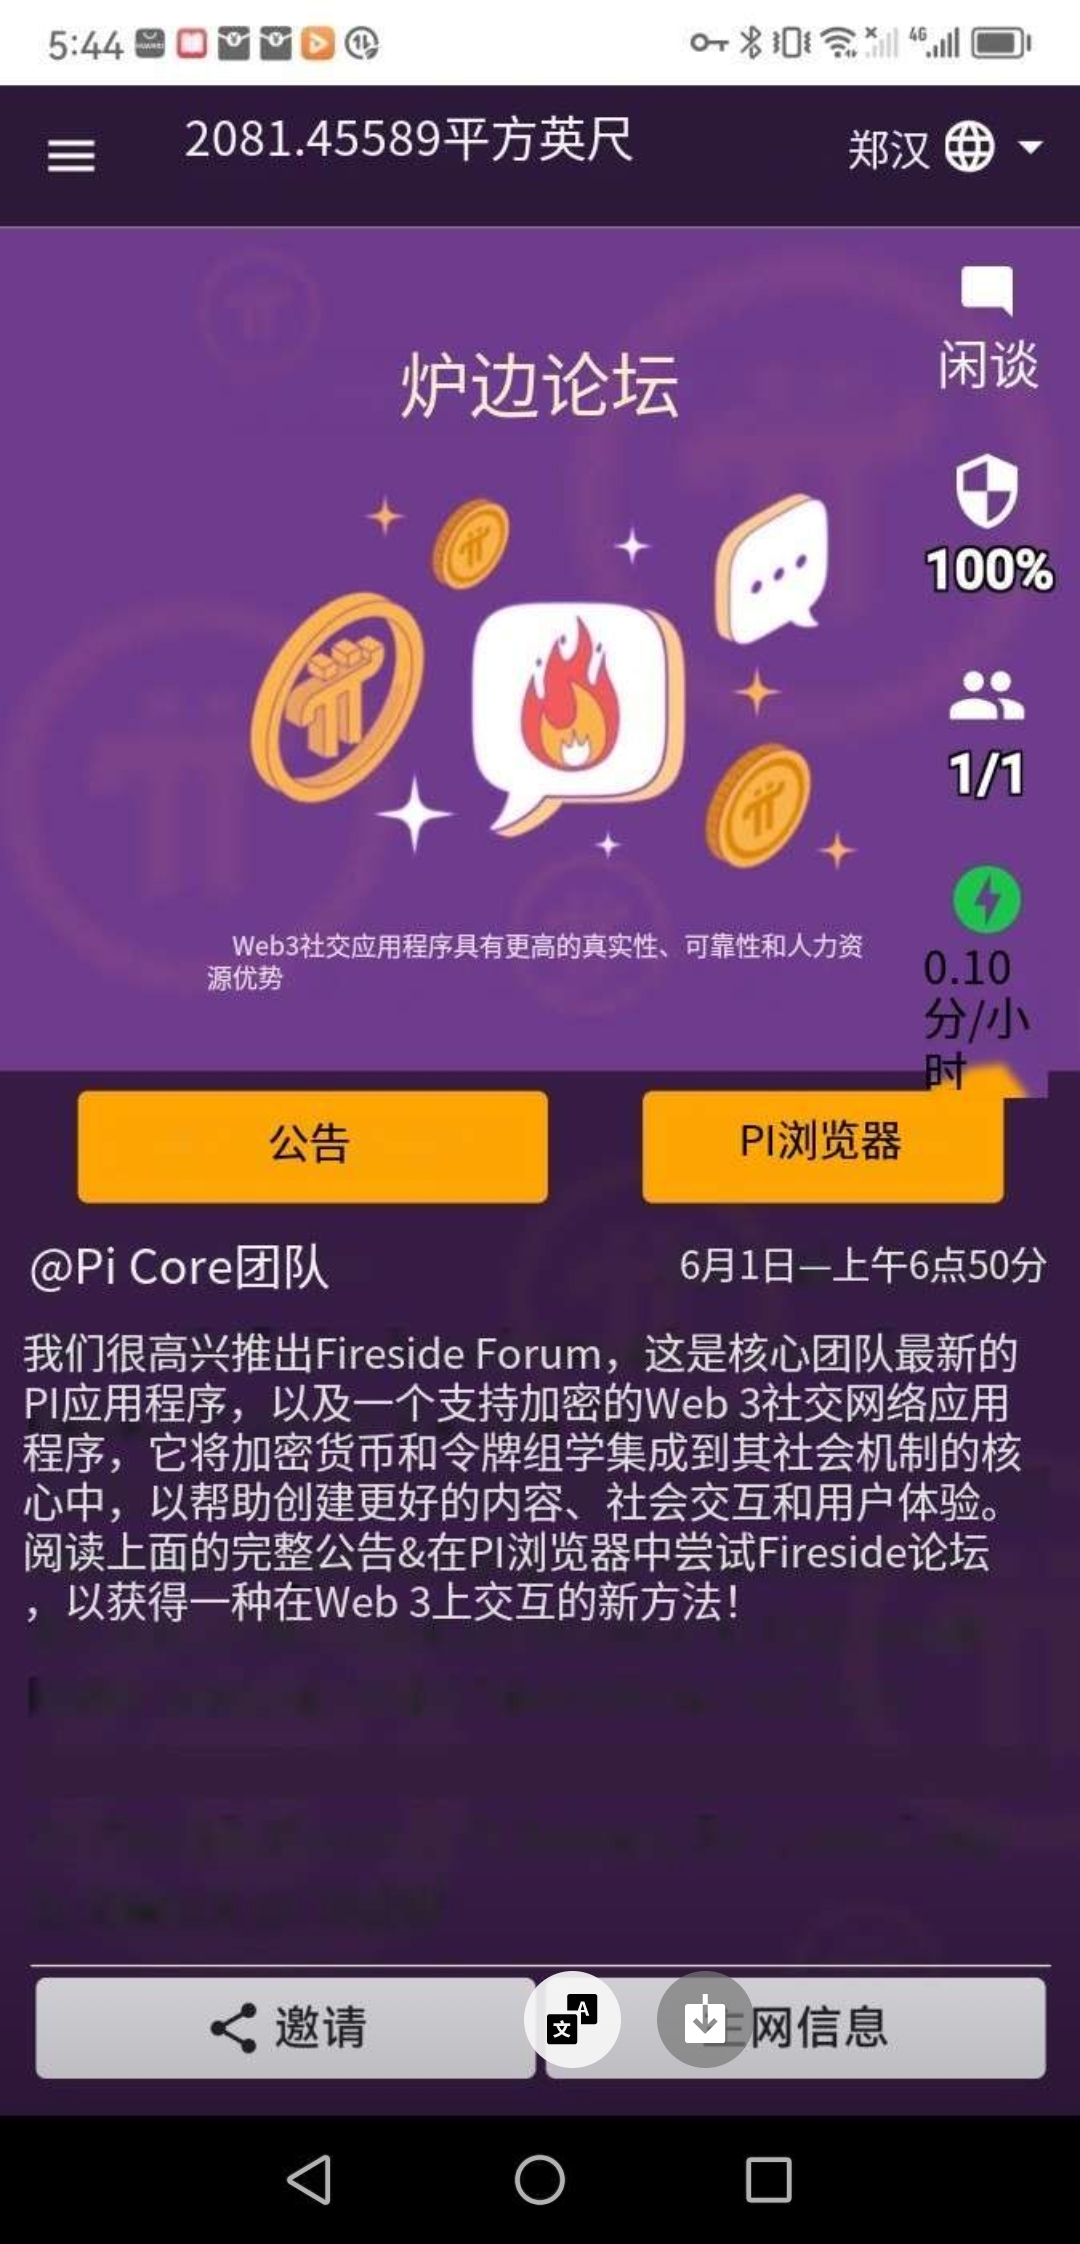 5:44
4G
2081.45589平方英尺
郑汉
炉边论坛
闲谈
100%
1/1
0.10
分/小
时
Web3社交应用程序具有更高的真实性、可靠性和人力资
源优势
公告
PI浏览器
@Pi Core团队
6月1日—上午6点50分
我们很高兴推出Fireside Forum，这是核心团队最新的
PI应用程序，以及一个支持加密的Web 3社交网络应用
程序，它将加密货币和令牌组学集成到其社会机制的核
心中，以帮助创建更好的内容、社会交互和用户体验。
阅读上面的完整公告&在PI浏览器中尝试Fireside论坛
，以获得一种在Web 3上交互的新方法！
邀请
主网信息